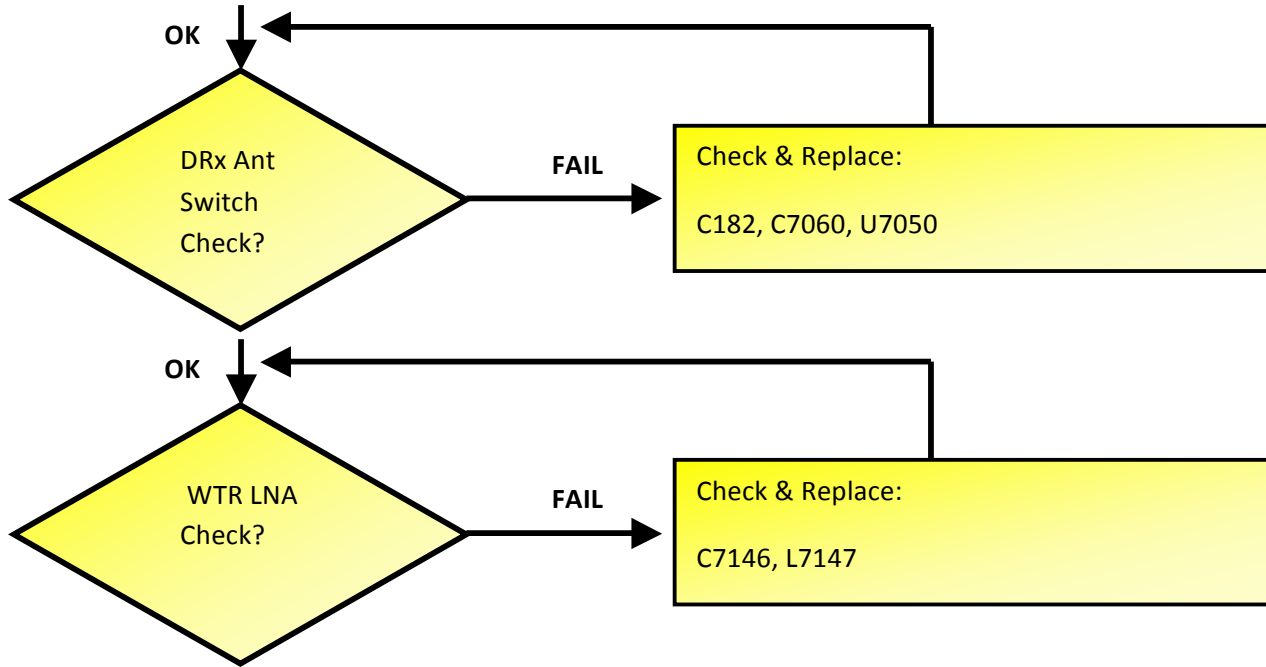 OK
DRx Ant
Switch
Check?
FAIL
Check & Replace:
C182, C7060, U7050
OK
WTR LNA
Check?
FAIL
Check & Replace:
C7146, L7147